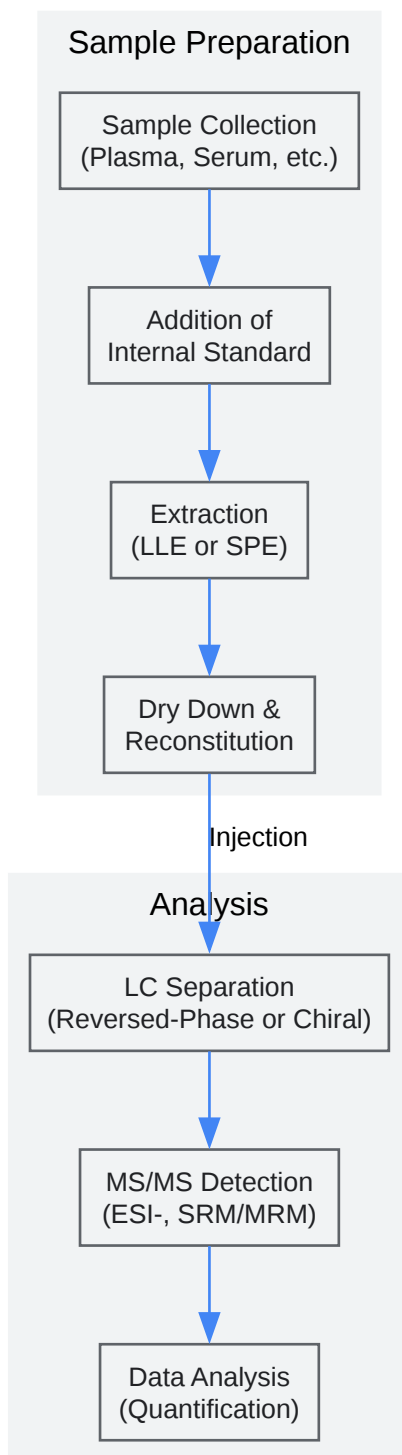 Sample Preparation
Sample Collection
(Plasma, Serum, etc.)
Addition of
Internal Standard
Extraction
(LLE or SPE)
Dry Down &
Reconstitution
Injection
Analysis
LC Separation
(Reversed-Phase or Chiral)
MS/MS Detection
(ESI-, SRM/MRM)
Data Analysis
(Quantification)